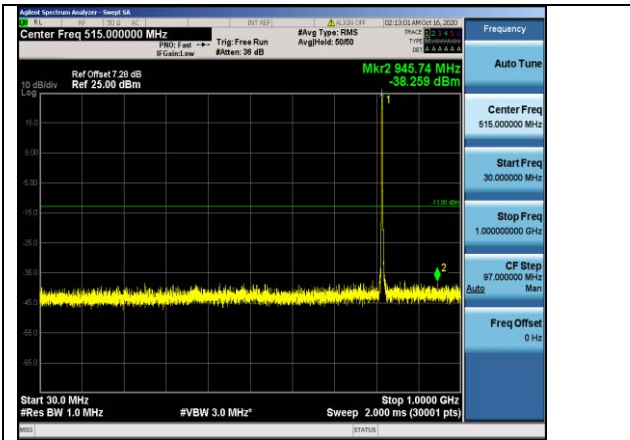 Agilent Spectrum Analyzer - Swept SA
RL RF 50 Ω AC INT REF ALIGN OFF 02:13:01 AM Oct 16, 2020
Center Freq 515.000000 MHz
#Avg Type: RMS
TRACE 1 2 3 4 5 6
PNO: Fast Trig: Free Run Avg|Hold: 50/50
TYPE
IFGain:Low #Atten: 36 dB
DET A A A A A A
Mkr2 945.74 MHz
-38.259 dBm
Ref Offset 7.28 dB
10 dB/div Ref 25.00 dBm
Log
1
15.0
5.00
-5.00
-13.00 dBm
-15.0
-25.0
-35.0
2
-45.0
-55.0
-65.0
Start 30.0 MHz
Stop 1.0000 GHz
#Res BW 1.0 MHz #VBW 3.0 MHz* Sweep 2.000 ms (30001 pts)
MSG STATUS
Frequency
Auto Tune
Center Freq
515.000000 MHz
Start Freq
30.000000 MHz
Stop Freq
1.000000000 GHz
CF Step
97.000000 MHz
Auto Man
Freq Offset
0 Hz